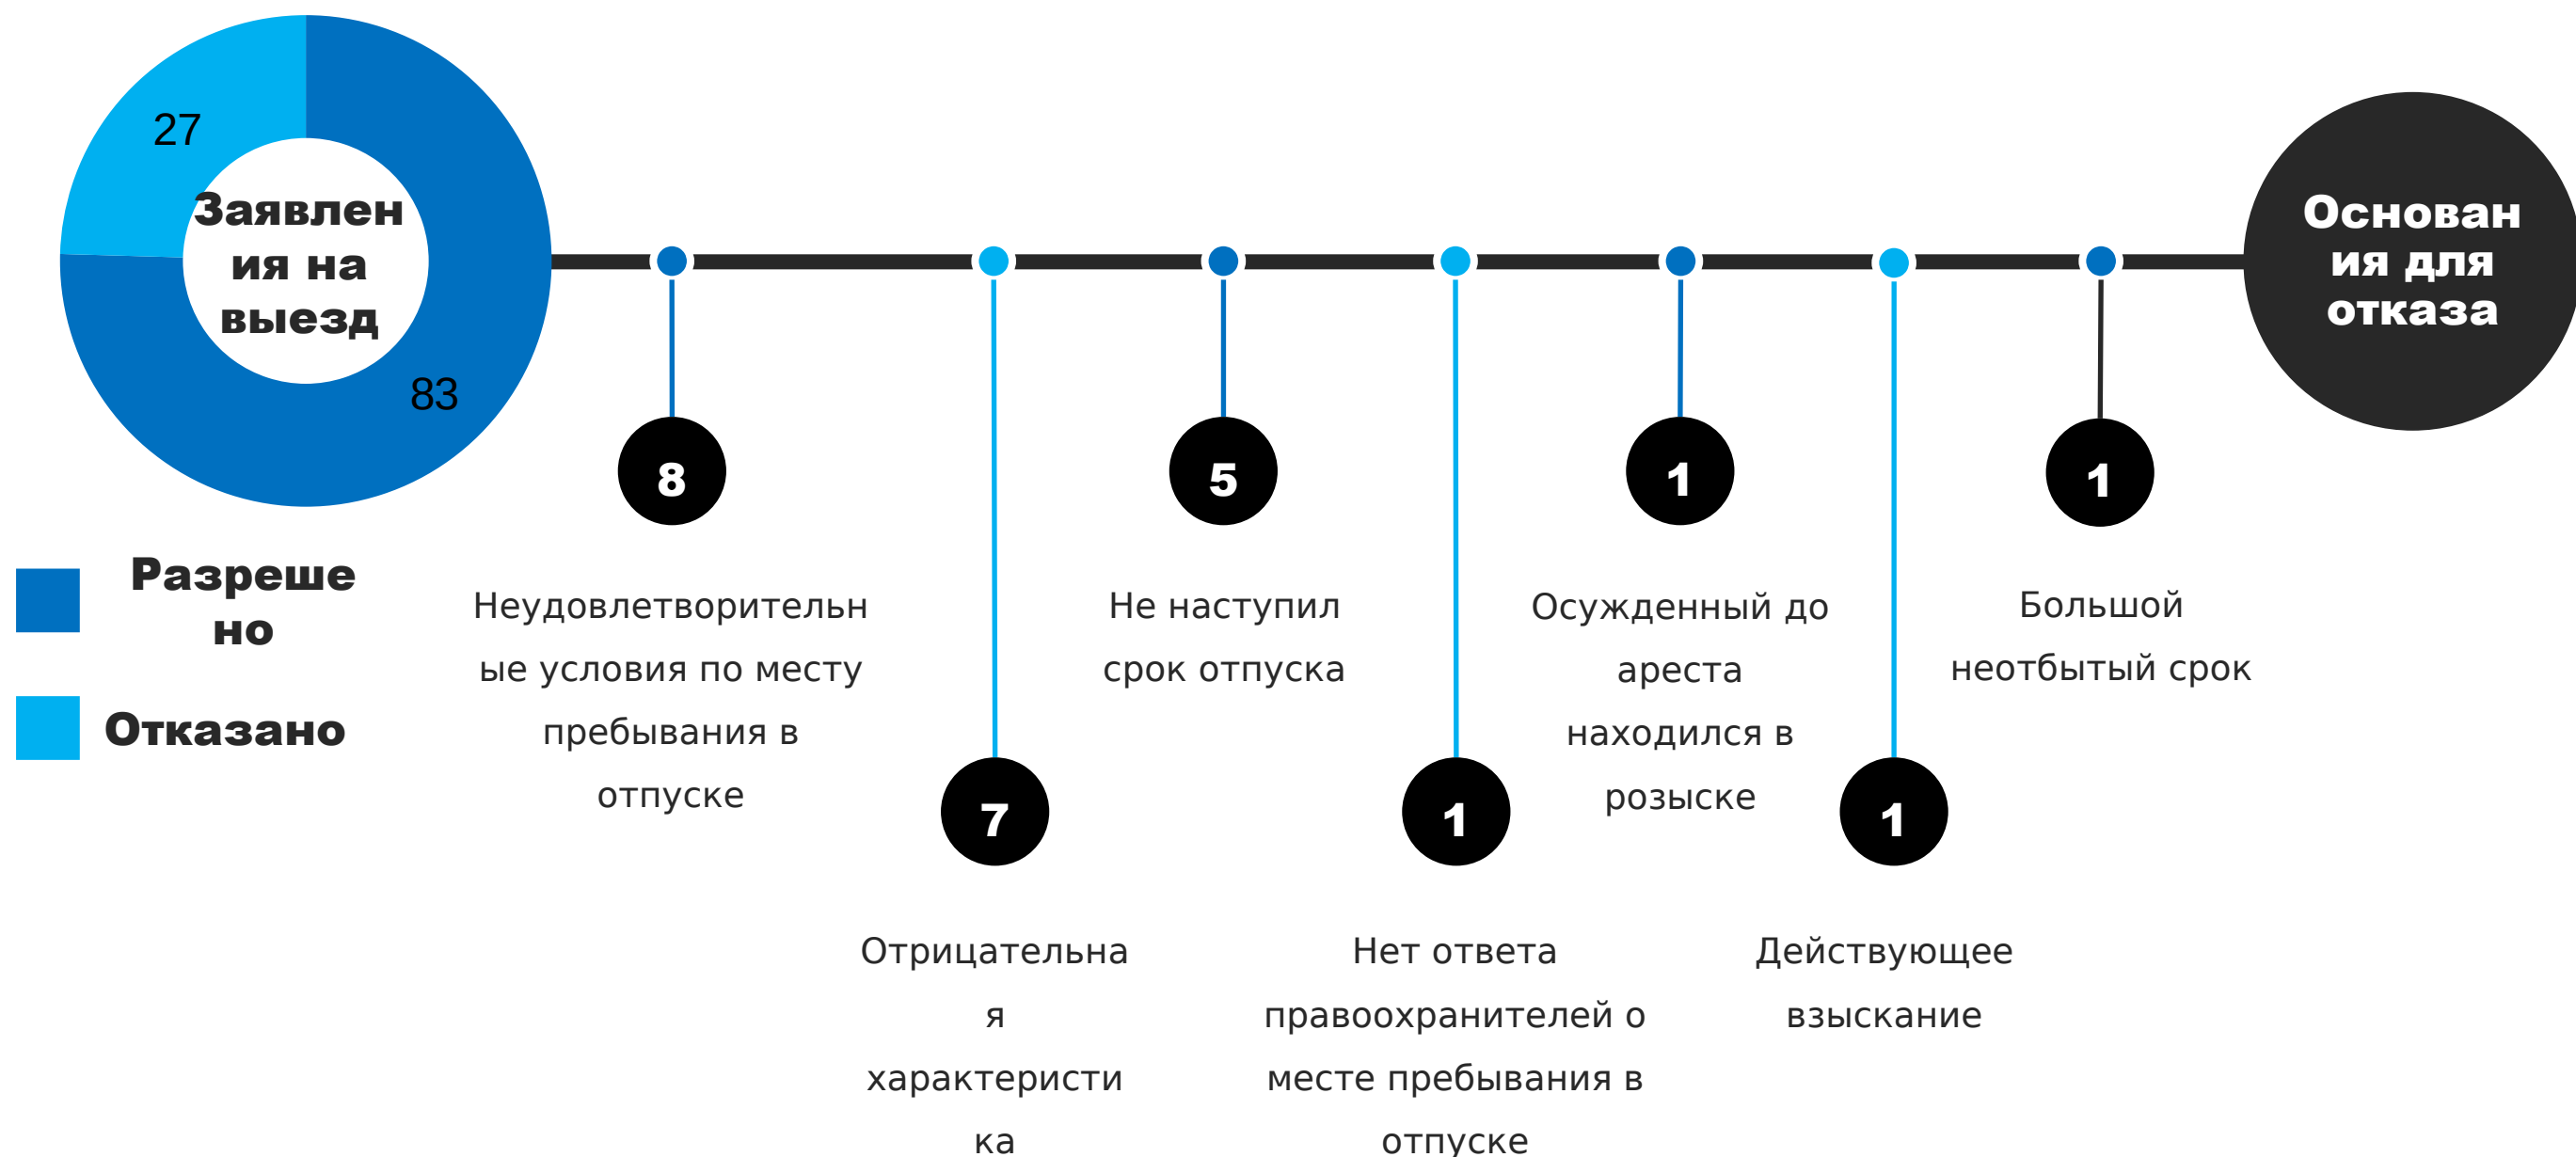 27
Заявлен
ия на
выезд
83
Разреше
но
Отказано
Основан
ия для
отказа
8
Неудовлетворительн
ые условия по месту
пребывания в
отпуске
7
Отрицательна
я
характеристи
ка
5
Не наступил
срок отпуска
1
Нет ответа
правоохранителей о
месте пребывания в
отпуске
1
Осужденный до
ареста
находился в
розыске
1
Действующее
взыскание
1
Большой
неотбытый срок